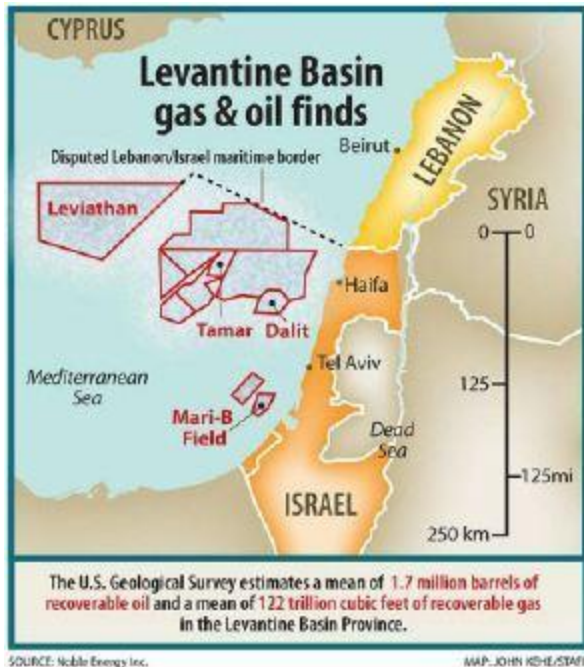 CYPRUS
Levantine Basin
gas & oil finds
Disputed Lebanon/Israel maritime border
Beirut
LEBANON
SYRIA
Leviathan
0
0
Haifa
Tamar
Dalit
Tel Aviv
125
Mediterranean
Sea
Mari-B
Field
Dead
Sea
125mi
ISRAEL
250 km
The U.S. Geological Survey estimates a mean of 1.7 million barrels of
recoverable oil and a mean of 122 trillion cubic feet of recoverable gas
in the Levantine Basin Province.
SOURCE: Noble Energy Inc.
MAP: JOHN KEHE/STAFF